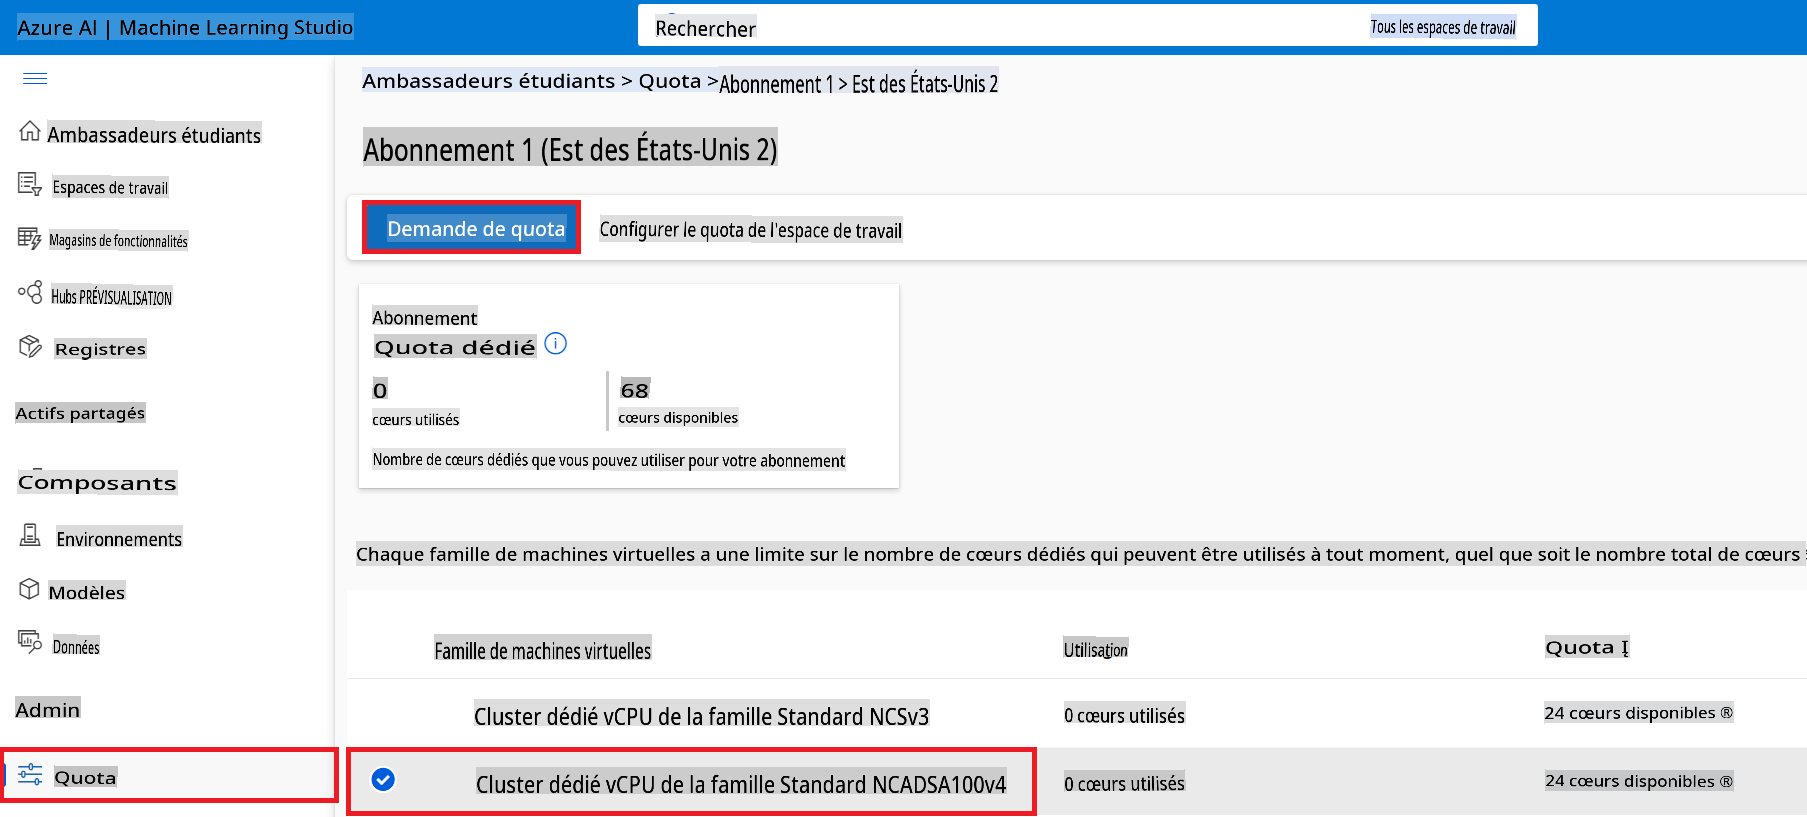 Azure AI | Machine Learning Studio
Rechercher
Tous les espaces de travail
Ambassadeurs étudiants > Quota > Abonnement 1 > Est des États-Unis 2
Ambassadeurs étudiants
Espaces de travail
Magasins de fonctionnalités
Hubs PRÉVISUALISATION
Registres
Actifs partagés
Composants
Environnements
Modèles
Données
Admin
Quota
Abonnement 1 (Est des États-Unis 2)
Demande de quota
Configurer le quota de l'espace de travail
Abonnement
Quota dédié
0
cœurs utilisés
68
cœurs disponibles
Nombre de cœurs dédiés que vous pouvez utiliser pour votre abonnement
Chaque famille de machines virtuelles a une limite sur le nombre de cœurs dédiés qui peuvent être utilisés à tout moment, quel que soit le nombre total de cœurs
Famille de machines virtuelles
Utilisation
Quota
Cluster dédié vCPU de la famille Standard NCSv3
0 cœurs utilisés
24 cœurs disponibles ®
Cluster dédié vCPU de la famille Standard NCADSA100v4
0 cœurs utilisés
24 cœurs disponibles ®